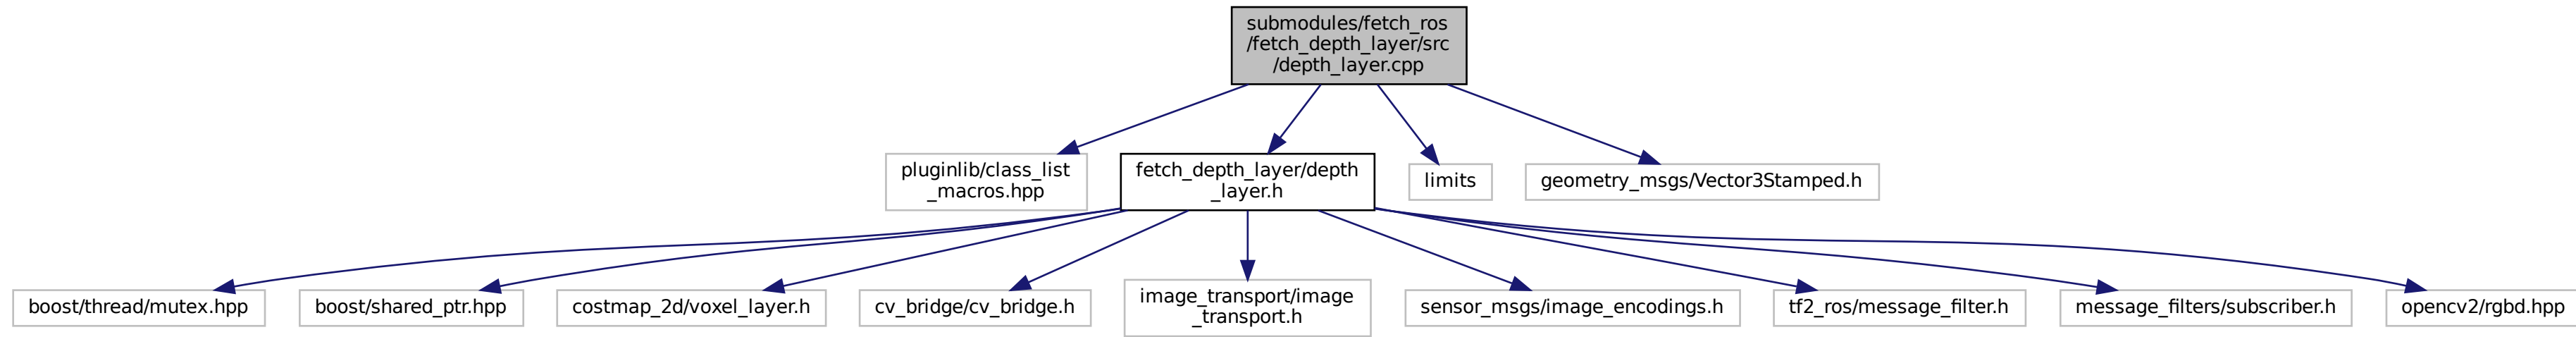 submodules/fetch_ros
/fetch_depth_layer/src
/depth_layer.cpp
pluginlib/class_list
_macros.hpp
fetch_depth_layer/depth
_layer.h
limits
geometry_msgs/Vector3Stamped.h
boost/thread/mutex.hpp
boost/shared_ptr.hpp
costmap_2d/voxel_layer.h
cv_bridge/cv_bridge.h
image_transport/image
_transport.h
sensor_msgs/image_encodings.h
tf2_ros/message_filter.h
message_filters/subscriber.h
opencv2/rgbd.hpp